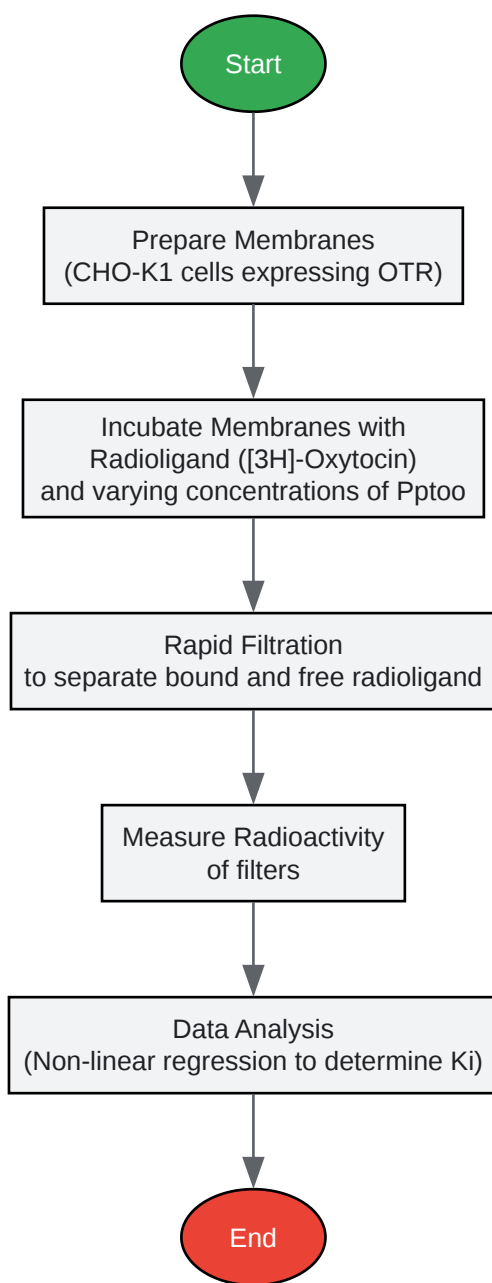 Start
Prepare Membranes
(CHO-K1 cells expressing OTR)
Incubate Membranes with
Radioligand ([3H]-Oxytocin)
and varying concentrations of Pptoo
Rapid Filtration
to separate bound and free radioligand
Measure Radioactivity
of filters
Data Analysis
(Non-linear regression to determine Ki)
End